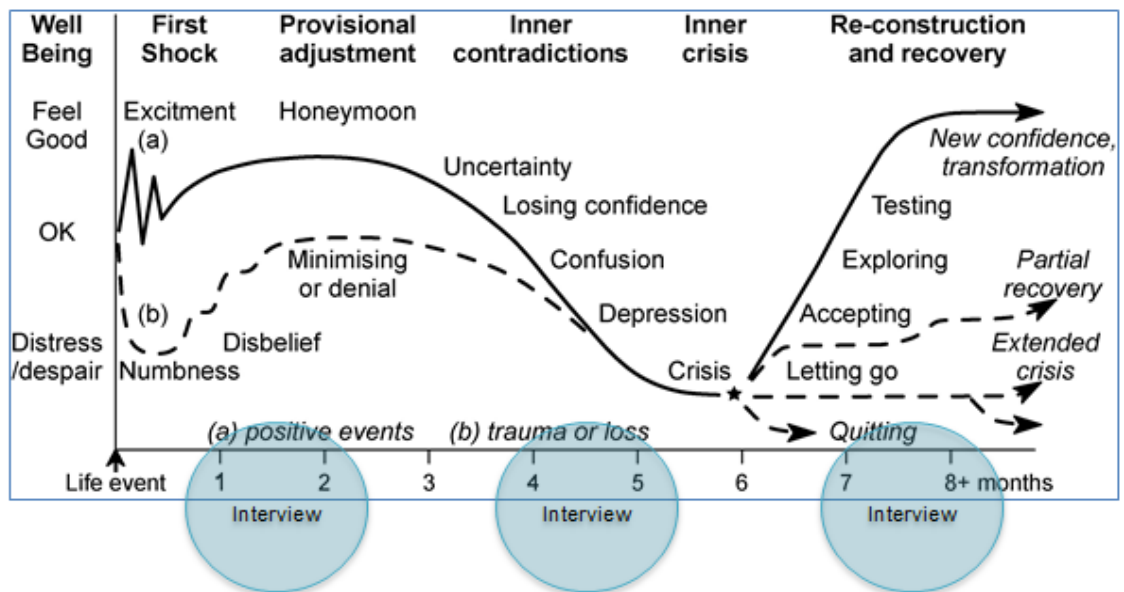 Well
Being
First
Shock
Provisional
adjustment
Inner
contradictions
Inner
crisis
Re-construction
and recovery
Feel
Good
Excitment
(a)
Honeymoon
Uncertainty
New confidence,
transformation
Losing confidence
Testing
OK
Minimising
or denial
Confusion
Exploring
Partial
recovery
(b)
Disbelief
Depression
Accepting
Distress
/despair
Numbness
Crisis
Letting go
Extended
crisis
(a) positive events
(b) trauma or loss
Quitting
Life event
1
2
3
4
5
6
7
8+ months
Interview
Interview
Interview